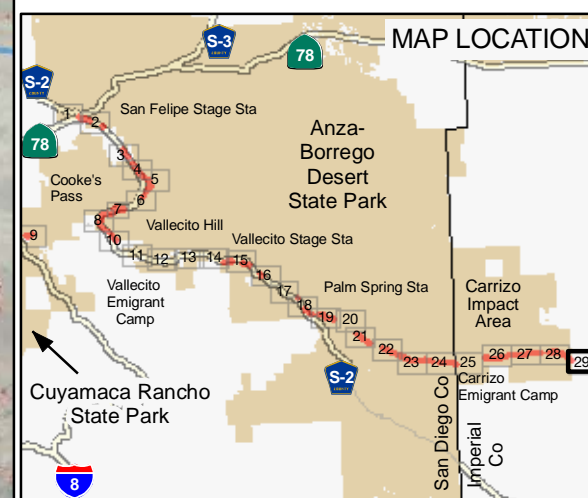 MAP LOCATION
S-3
COUNTY
78
S-2
COUNTY
1
2
San Felipe Stage Sta
78
3
4
5
6
Anza-
Borrego
Desert
State Park
Cooke's
Pass
7
8
9
10
Vallecito Hill
11
12
13
14
15
Vallecito Stage Sta
16
17
18
19
20
Palm Spring Sta
Vallecito
Emigrant
Camp
21
22
23
24
25
26
27
28
29
Carrizo
Impact
Area
Carrizo
Emigrant Camp
S-2
COUNTY
Cuyamaca Rancho
State Park
San Diego Co
Imperial
Co
8